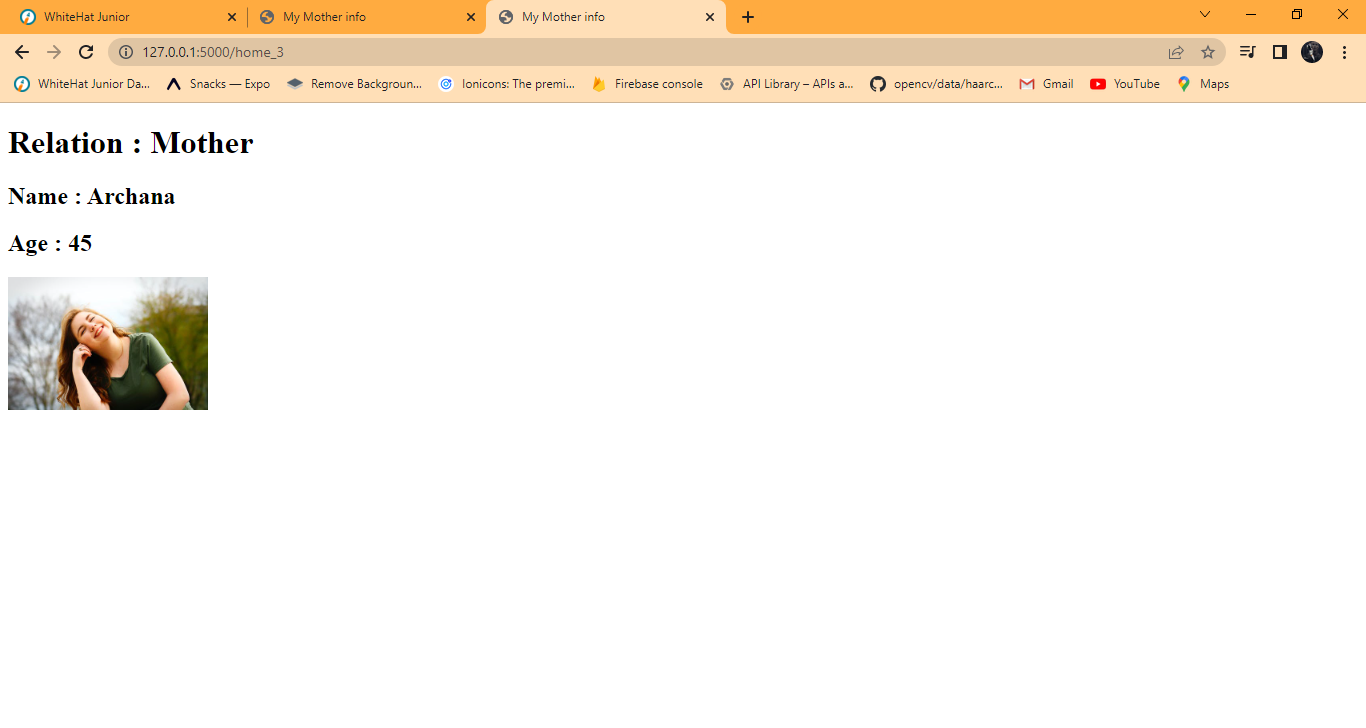 WhiteHat Junior
My Mother info
My Mother info
127.0.0.1:5000/home_3
WhiteHat Junior Da...
Snacks — Expo
Remove Backgroun...
Ionicons: The premi...
Firebase console
API Library – APIs a...
opencv/data/haarc...
Gmail
YouTube
Maps
Relation : Mother
Name : Archana
Age : 45